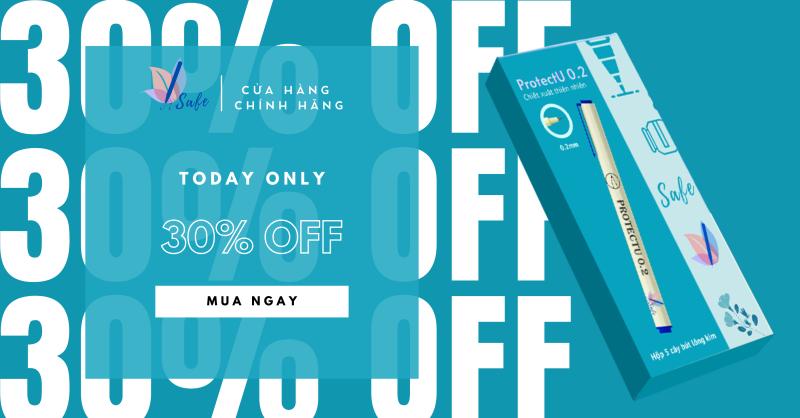 30% OFF
30% OFF
30% OFF
Safe
CỬA HÀNG
CHÍNH HÃNG
TODAY ONLY
30% OFF
MUA NGAY
ProtectU 0.2
Chiết xuất thiên nhiên
0.2mm
PROTECTU 0.2
Safe
Hộp 5 cây bút lông kim